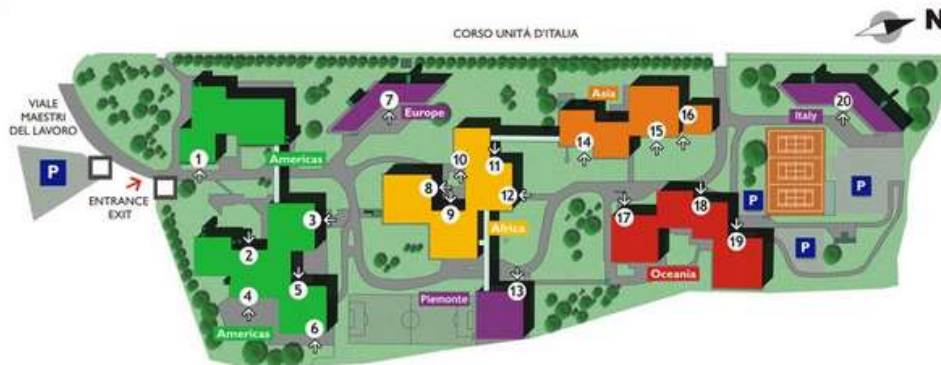 N
CORSO UNITÁ D'ITALIA
VIALE
MAESTRI
DEL LAVORO
P
ENTRANCE
EXIT
1
Americas
2
3
4
5
6
Americas
7
Europe
8
9
10
11
12
Africa
13
Piemonte
Asia
14
15
16
17
18
19
Oceania
20
Italy
P
P
P